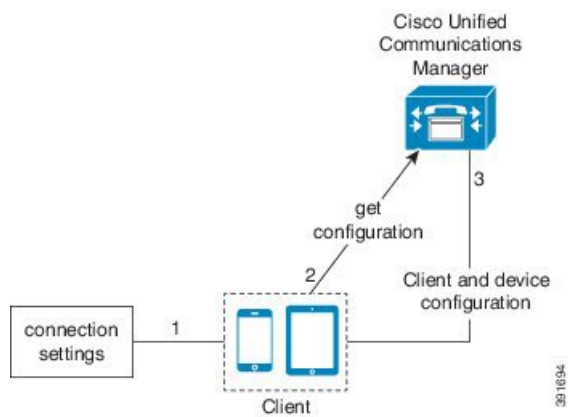 Cisco Unified
Communications
Manager
3
get
configuration
2
Client and device
configuration
connection
settings
1
Client
391694